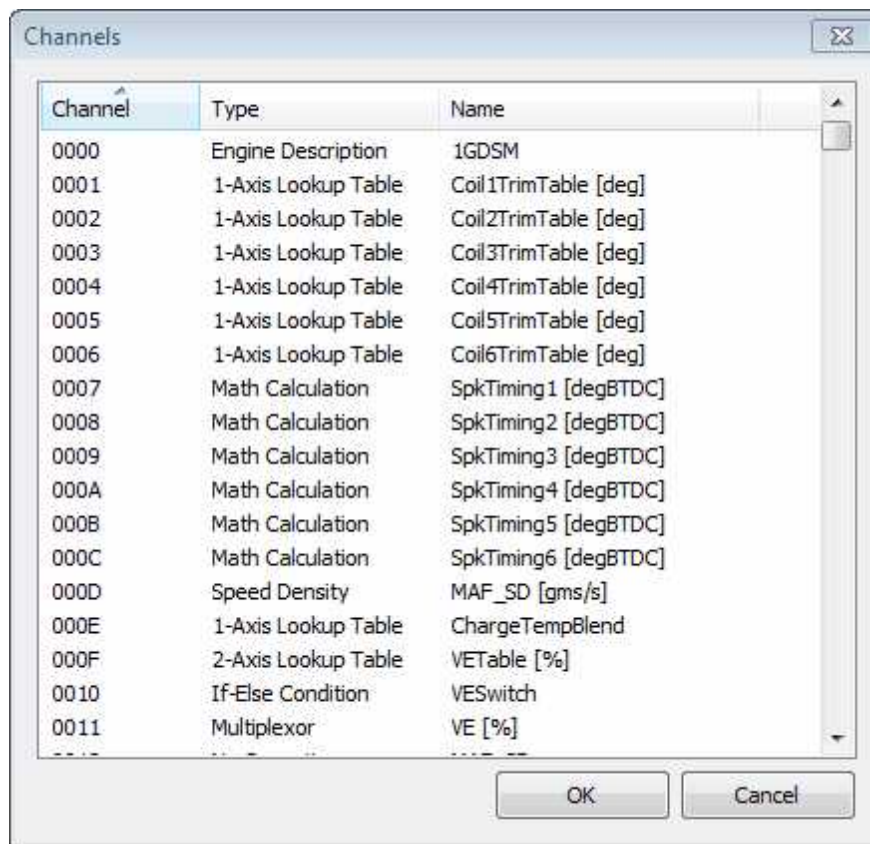 Channels
Channel Type Name
0000 Engine Description 1GDSM
0001 1-Axis Lookup Table Coil1TrimTable [deg]
0002 1-Axis Lookup Table Coil2TrimTable [deg]
0003 1-Axis Lookup Table Coil3TrimTable [deg]
0004 1-Axis Lookup Table Coil4TrimTable [deg]
0005 1-Axis Lookup Table Coil5TrimTable [deg]
0006 1-Axis Lookup Table Coil6TrimTable [deg]
0007 Math Calculation SpkTiming1 [degBTDC]
0008 Math Calculation SpkTiming2 [degBTDC]
0009 Math Calculation SpkTiming3 [degBTDC]
000A Math Calculation SpkTiming4 [degBTDC]
000B Math Calculation SpkTiming5 [degBTDC]
000C Math Calculation SpkTiming6 [degBTDC]
000D Speed Density MAF_SD [gms/s]
000E 1-Axis Lookup Table ChargeTempBlend
000F 2-Axis Lookup Table VETable [%]
0010 If-Else Condition VESwitch
0011 Multiplexor VE [%]
OK Cancel